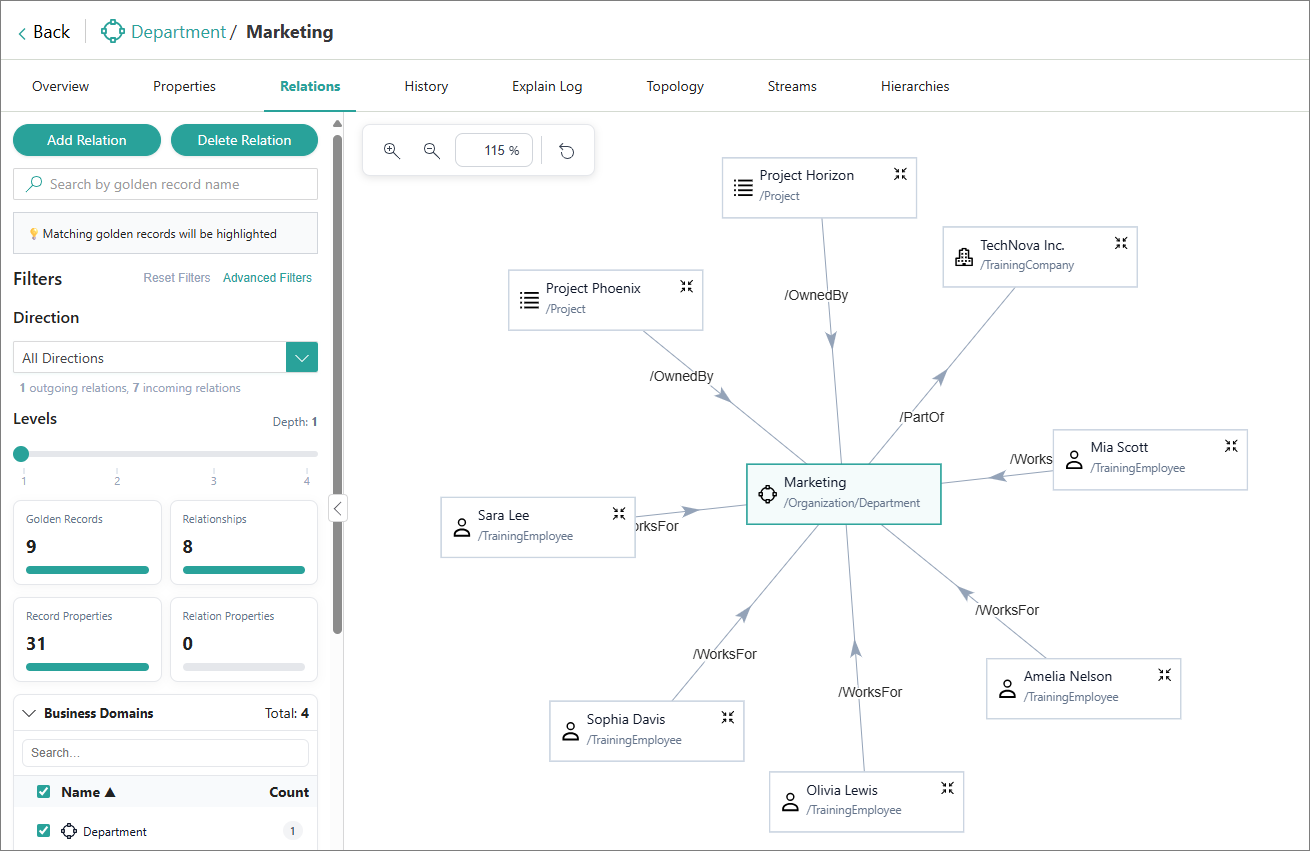 Back
Department / Marketing
Overview Properties Relations History Explain Log Topology Streams Hierarchies
Add Relation Delete Relation
Search by golden record name
Matching golden records will be highlighted
Filters Reset Filters Advanced Filters
Direction
All Directions
1 outgoing relations, 7 incoming relations
Levels Depth: 1
1 2 3 4
Golden Records
9
Relationships
8
Record Properties
31
Relation Properties
0
Business Domains Total: 4
Search...
Name ▲ Count
Department 1
115 %
Project Horizon
/Project
TechNova Inc.
/TrainingCompany
Project Phoenix
/Project
/OwnedBy
/OwnedBy
/PartOf
Mia Scott
/TrainingEmployee
/Works
Marketing
/Organization/Department
Sara Lee
/TrainingEmployee
orksFor
/WorksFor
/WorksFor
/WorksFor
Amelia Nelson
/TrainingEmployee
Sophia Davis
/TrainingEmployee
Olivia Lewis
/TrainingEmployee